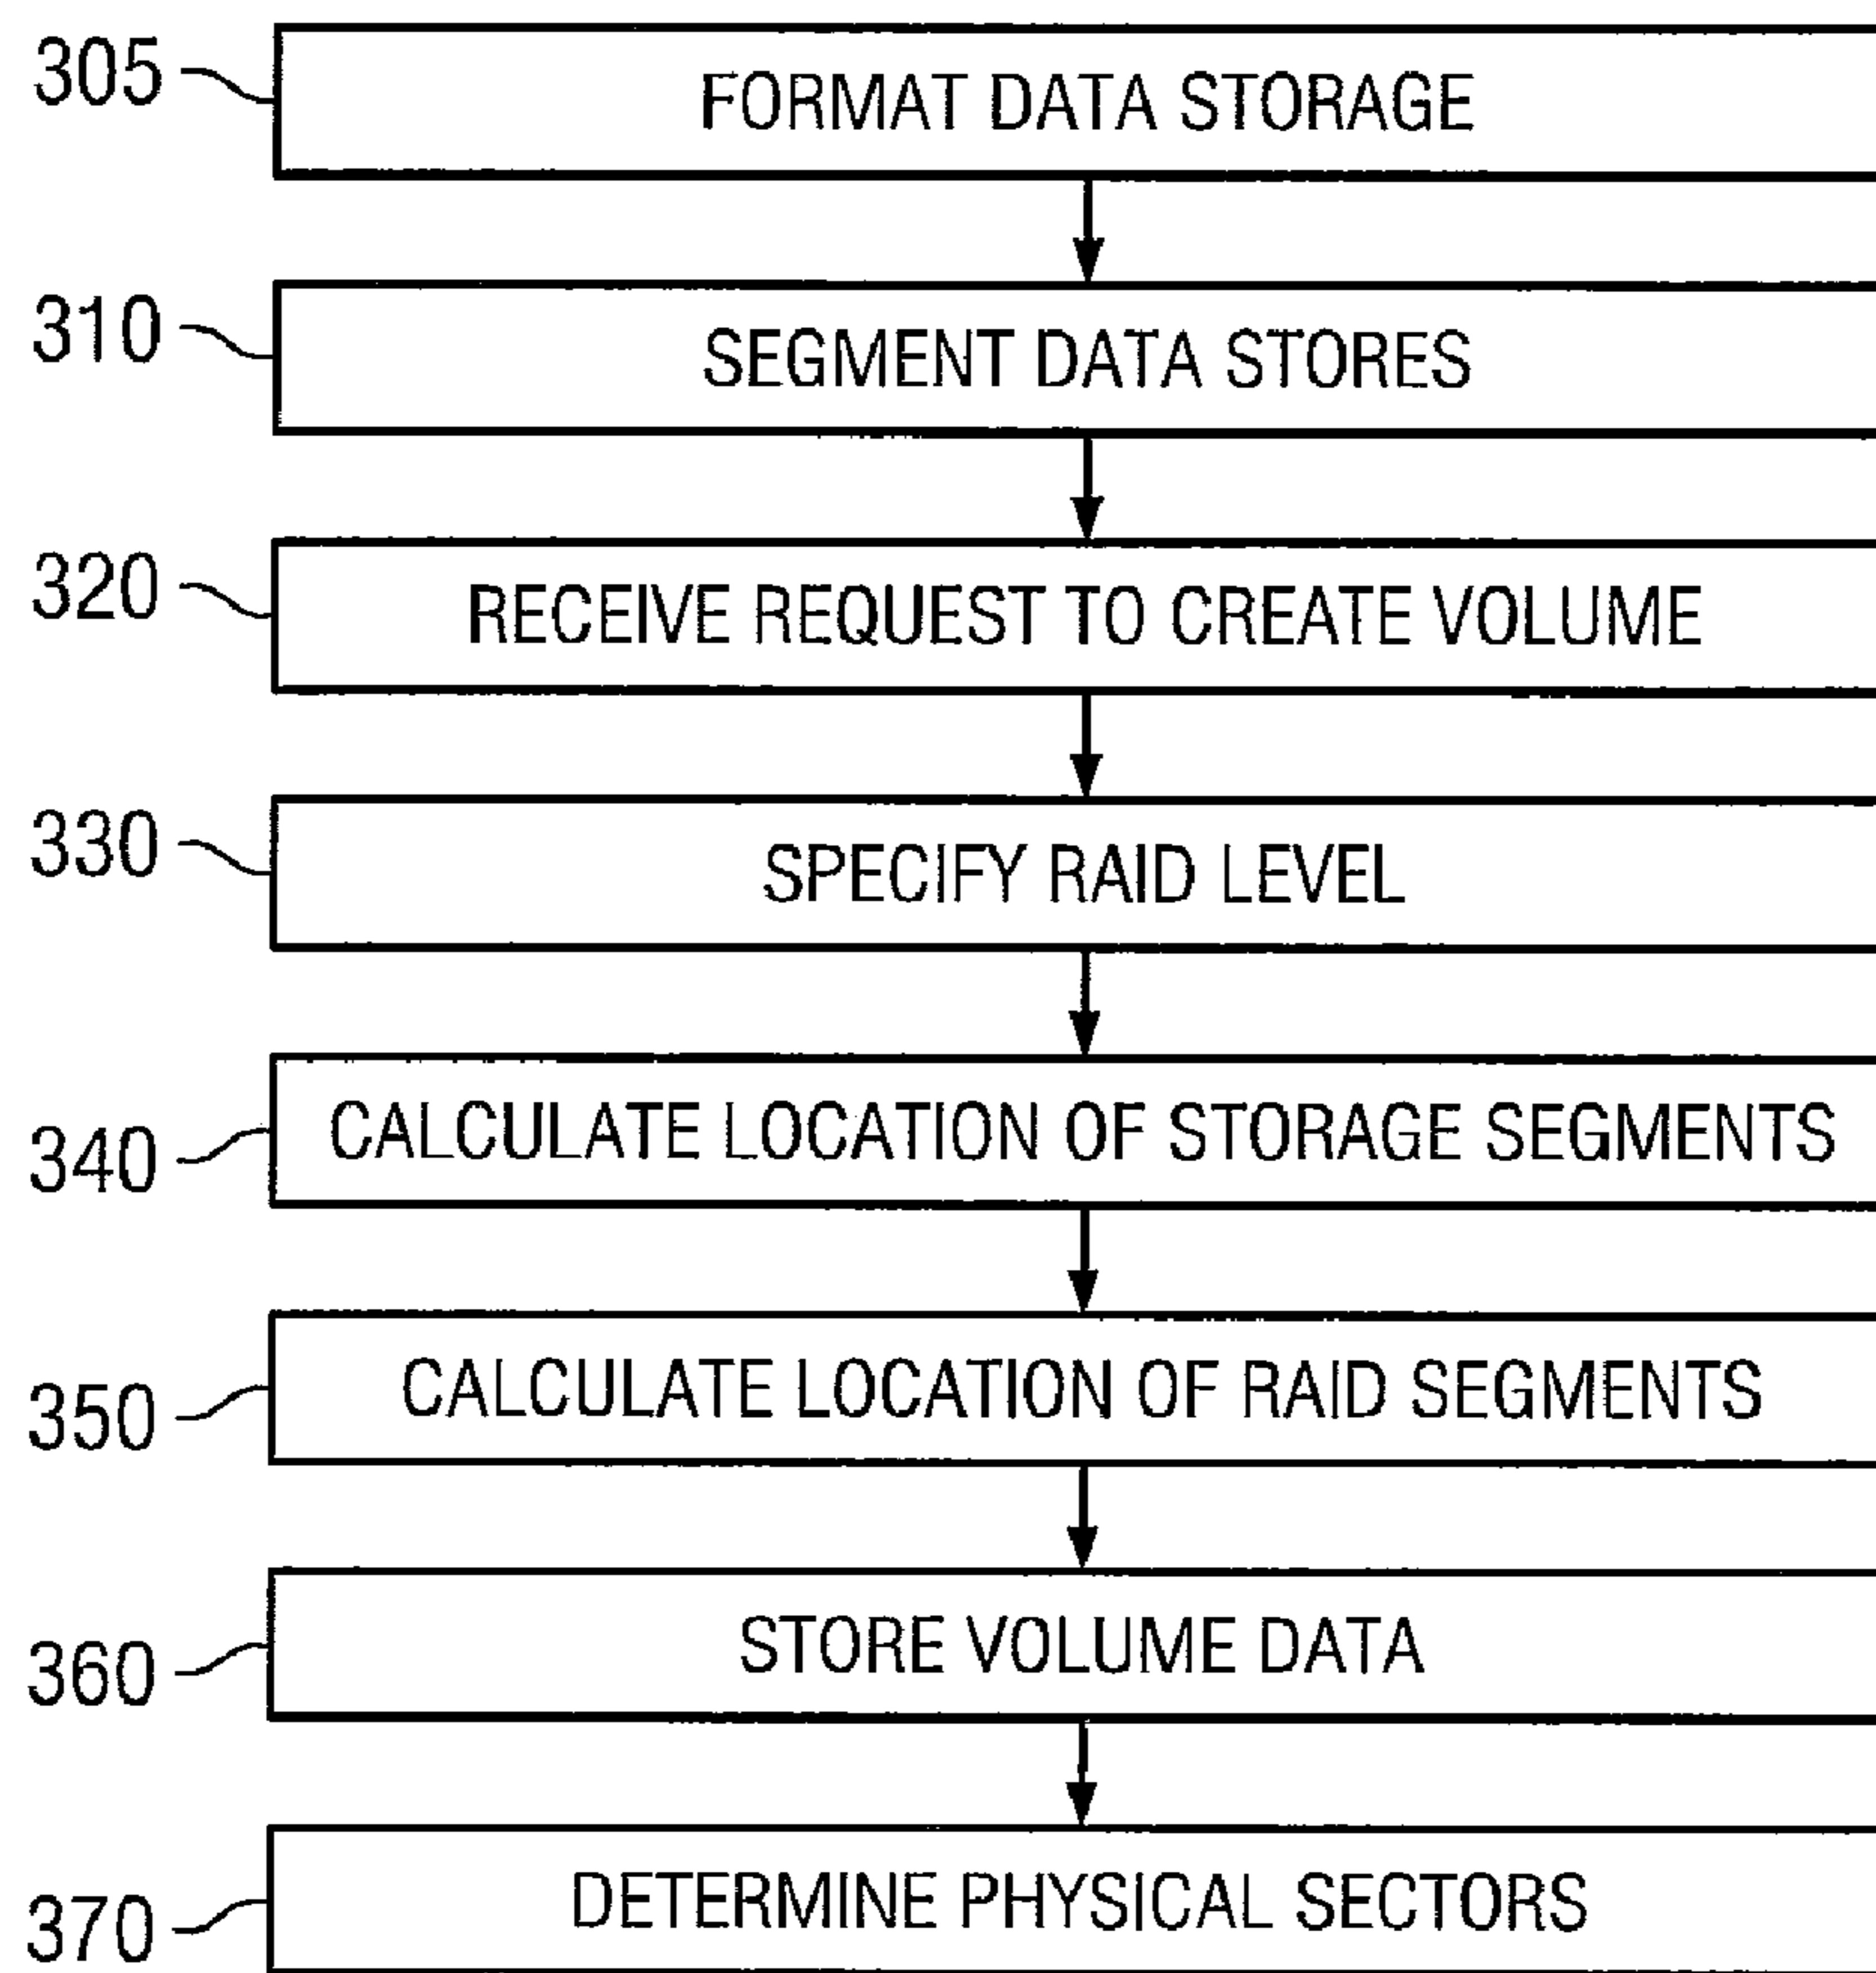 305
FORMAT DATA STORAGE
310
SEGMENT DATA STORES
320
RECEIVE REQUEST TO CREATE VOLUME
330
SPECIFY RAID LEVEL
340
CALCULATE LOCATION OF STORAGE SEGMENTS
350
CALCULATE LOCATION OF RAID SEGMENTS
360
STORE VOLUME DATA
370
DETERMINE PHYSICAL SECTORS